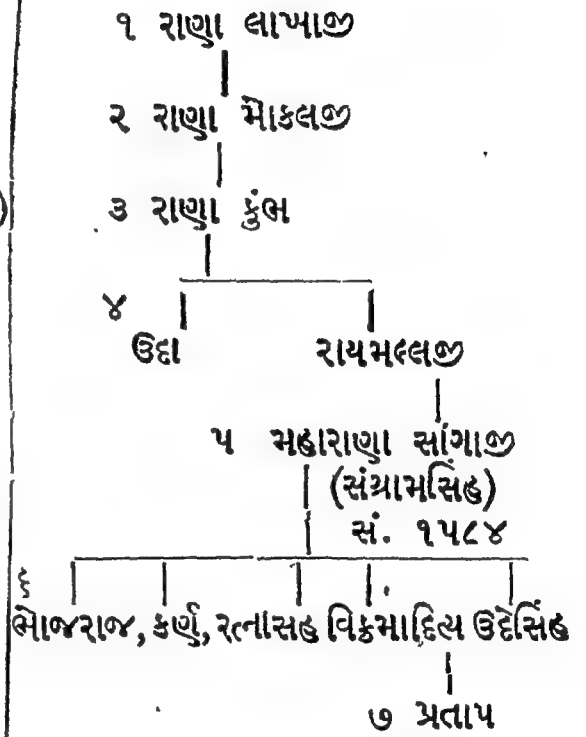 ૧ રાણા લાખાજી
૨ રાણા મોકલજી
૩ રાણા કુંભ
૪
ઉદ્દા રાયમલ્લજી
૫ મહારાણા સાંગાજી
(સંગ્રામસિંહ)
સં. ૧૫૮૪
૬
ભોજરાજ, કર્ણ, રત્નાસહ વિક્રમાદિત્ય ઉદેસિંહ
૭ પ્રતાપ